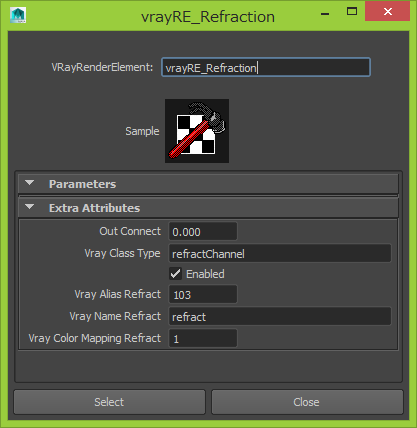 vrayRE_Refraction
VRayRenderElement: vrayRE_Refraction
Sample
Parameters
Extra Attributes
Out Connect 0.000
Vray Class Type refractChannel
Enabled
Vray Alias Refract 103
Vray Name Refract refract
Vray Color Mapping Refract 1
Select Close